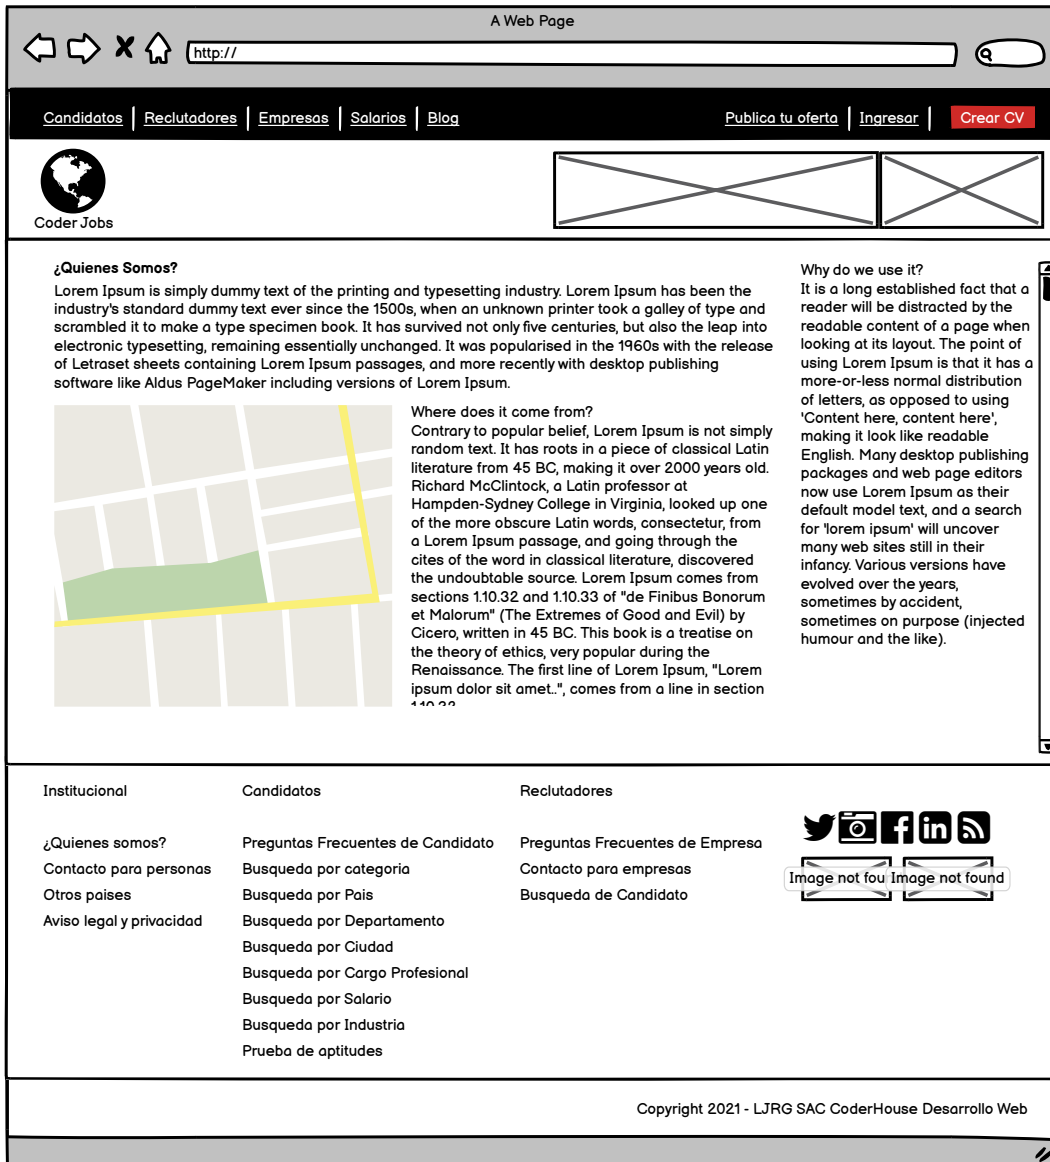 A Web Page
http://
Candidatos Reclutadores Empresas Salarios Blog Publica tu oferta Ingresar Crear CV
Coder Jobs
¿Quienes Somos?
Lorem Ipsum is simply dummy text of the printing and typesetting industry. Lorem Ipsum has been the
industry's standard dummy text ever since the 1500s, when an unknown printer took a galley of type and
scrambled it to make a type specimen book. It has survived not only five centuries, but also the leap into
electronic typesetting, remaining essentially unchanged. It was popularised in the 1960s with the release
of Letraset sheets containing Lorem Ipsum passages, and more recently with desktop publishing
software like Aldus PageMaker including versions of Lorem Ipsum.
Where does it come from?
Contrary to popular belief, Lorem Ipsum is not simply
random text. It has roots in a piece of classical Latin
literature from 45 BC, making it over 2000 years old.
Richard McClintock, a Latin professor at
Hampden-Sydney College in Virginia, looked up one
of the more obscure Latin words, consectetur, from
a Lorem Ipsum passage, and going through the
cites of the word in classical literature, discovered
the undoubtable source. Lorem Ipsum comes from
sections 1.10.32 and 1.10.33 of "de Finibus Bonorum
et Malorum" (The Extremes of Good and Evil) by
Cicero, written in 45 BC. This book is a treatise on
the theory of ethics, very popular during the
Renaissance. The first line of Lorem Ipsum, "Lorem
ipsum dolor sit amet..", comes from a line in section
Why do we use it?
It is a long established fact that a
reader will be distracted by the
readable content of a page when
looking at its layout. The point of
using Lorem Ipsum is that it has a
more-or-less normal distribution
of letters, as opposed to using
'Content here, content here',
making it look like readable
English. Many desktop publishing
packages and web page editors
now use Lorem Ipsum as their
default model text, and a search
for 'lorem ipsum' will uncover
many web sites still in their
infancy. Various versions have
evolved over the years,
sometimes by accident,
sometimes on purpose (injected
humour and the like).
Institucional
¿Quienes somos?
Contacto para personas
Otros paises
Aviso legal y privacidad
Candidatos
Preguntas Frecuentes de Candidato
Busqueda por categoria
Busqueda por Pais
Busqueda por Departamento
Busqueda por Ciudad
Busqueda por Cargo Profesional
Busqueda por Salario
Busqueda por Industria
Prueba de aptitudes
Reclutadores
Preguntas Frecuentes de Empresa
Contacto para empresas
Busqueda de Candidato
Image not fou Image not found
Copyright 2021 - LJRG SAC CoderHouse Desarrollo Web